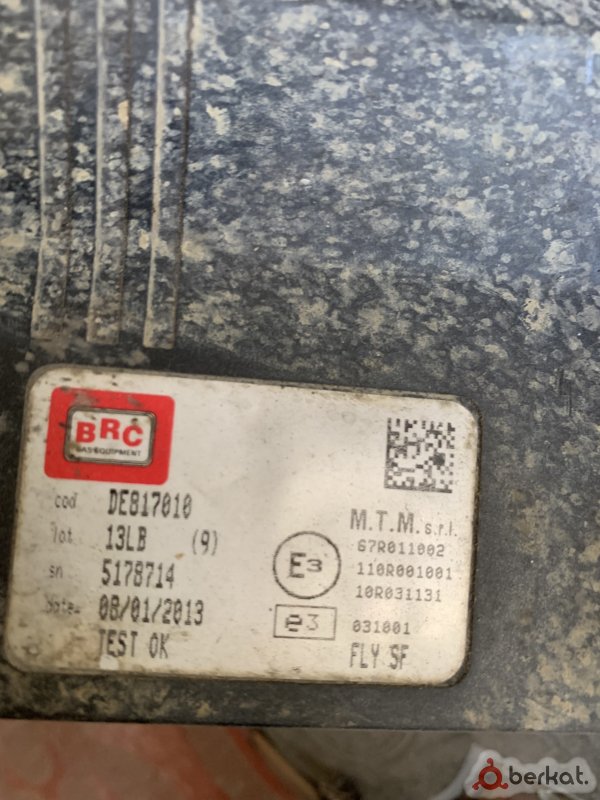 BRC
GAS EQUIPMENT
cod DE817010
lot 13LB (9)
sn 5178714
date= 08/01/2013
TEST OK
M.T.M. s.r.l.
E3
67R011002
110R001001
10R031131
e3
031001
FLY SF
berkat.